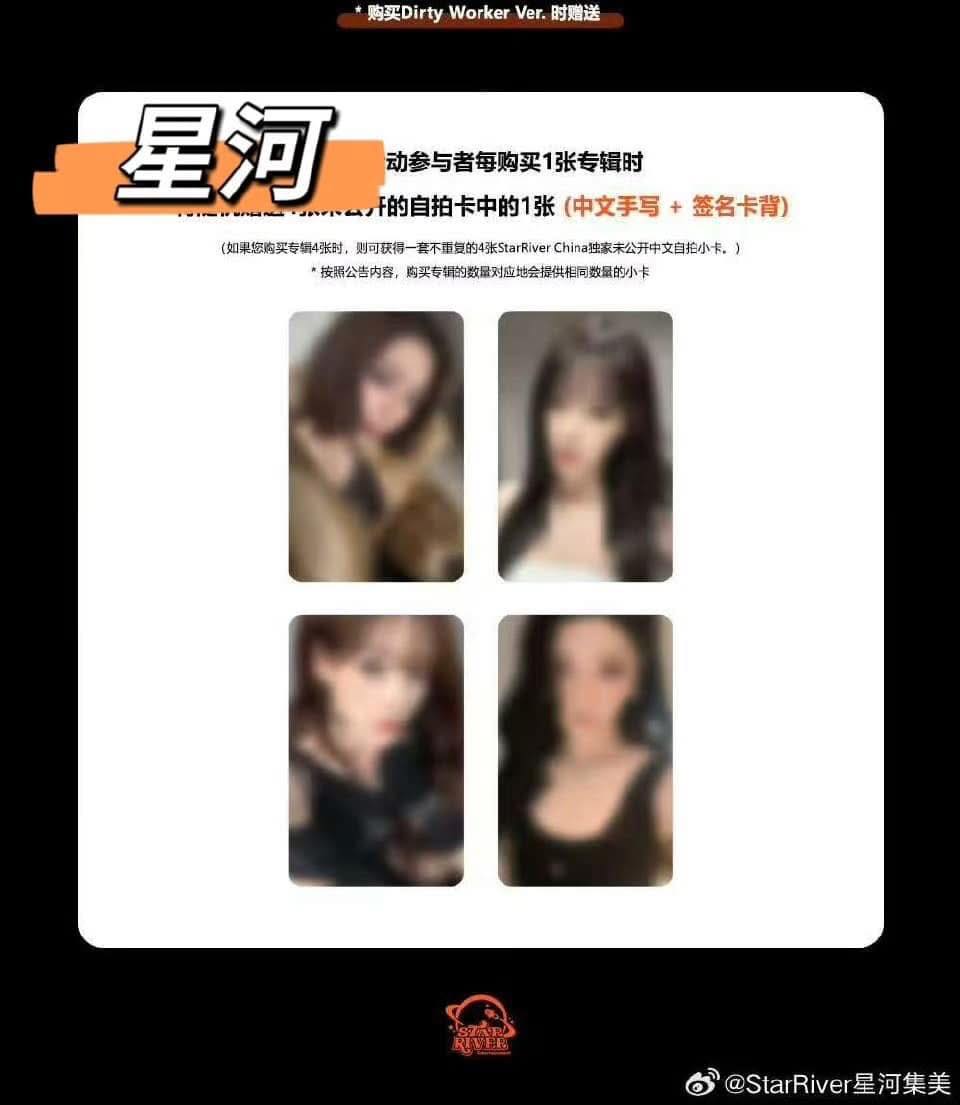 * 购买Dirty Worker Ver. 时赠送
星河
动参与者每购买1张专辑时
开的自拍卡中的1张 (中文手写 + 签名卡背)
(如果您购买专辑4张时，则可获得一套不重复的4张StarRiver China独家未公开中文自拍小卡。)
* 按照公告内容，购买专辑的数量对应地会提供相同数量的小卡
STAR
RIVER
Entertainment
@StarRiver星河集美